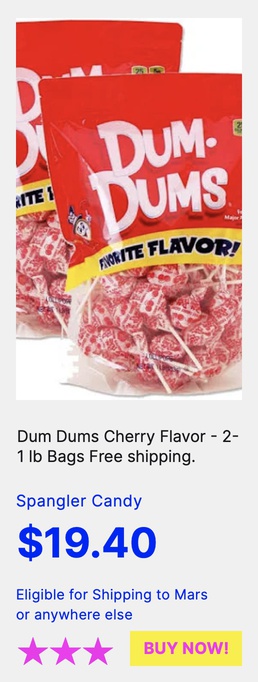 DUM-
DUMS
FAVORITE FLAVOR!
Dum Dums Cherry Flavor - 2-
1 lb Bags Free shipping.
Spangler Candy
$19.40
Eligible for Shipping to Mars
or anywhere else
BUY NOW!